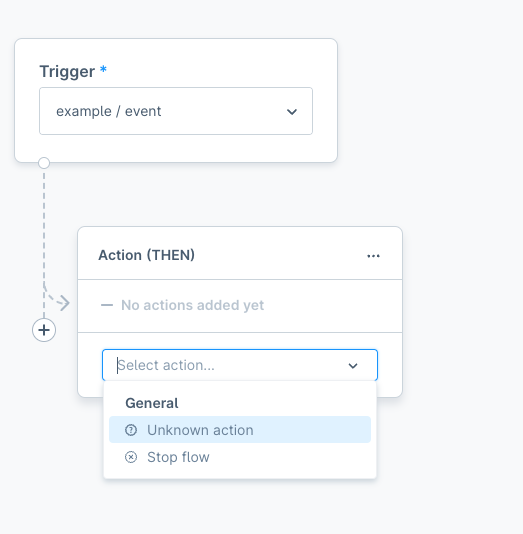 Trigger *
example / event
Action (THEN)
...
No actions added yet
Select action...
General
Unknown action
Stop flow